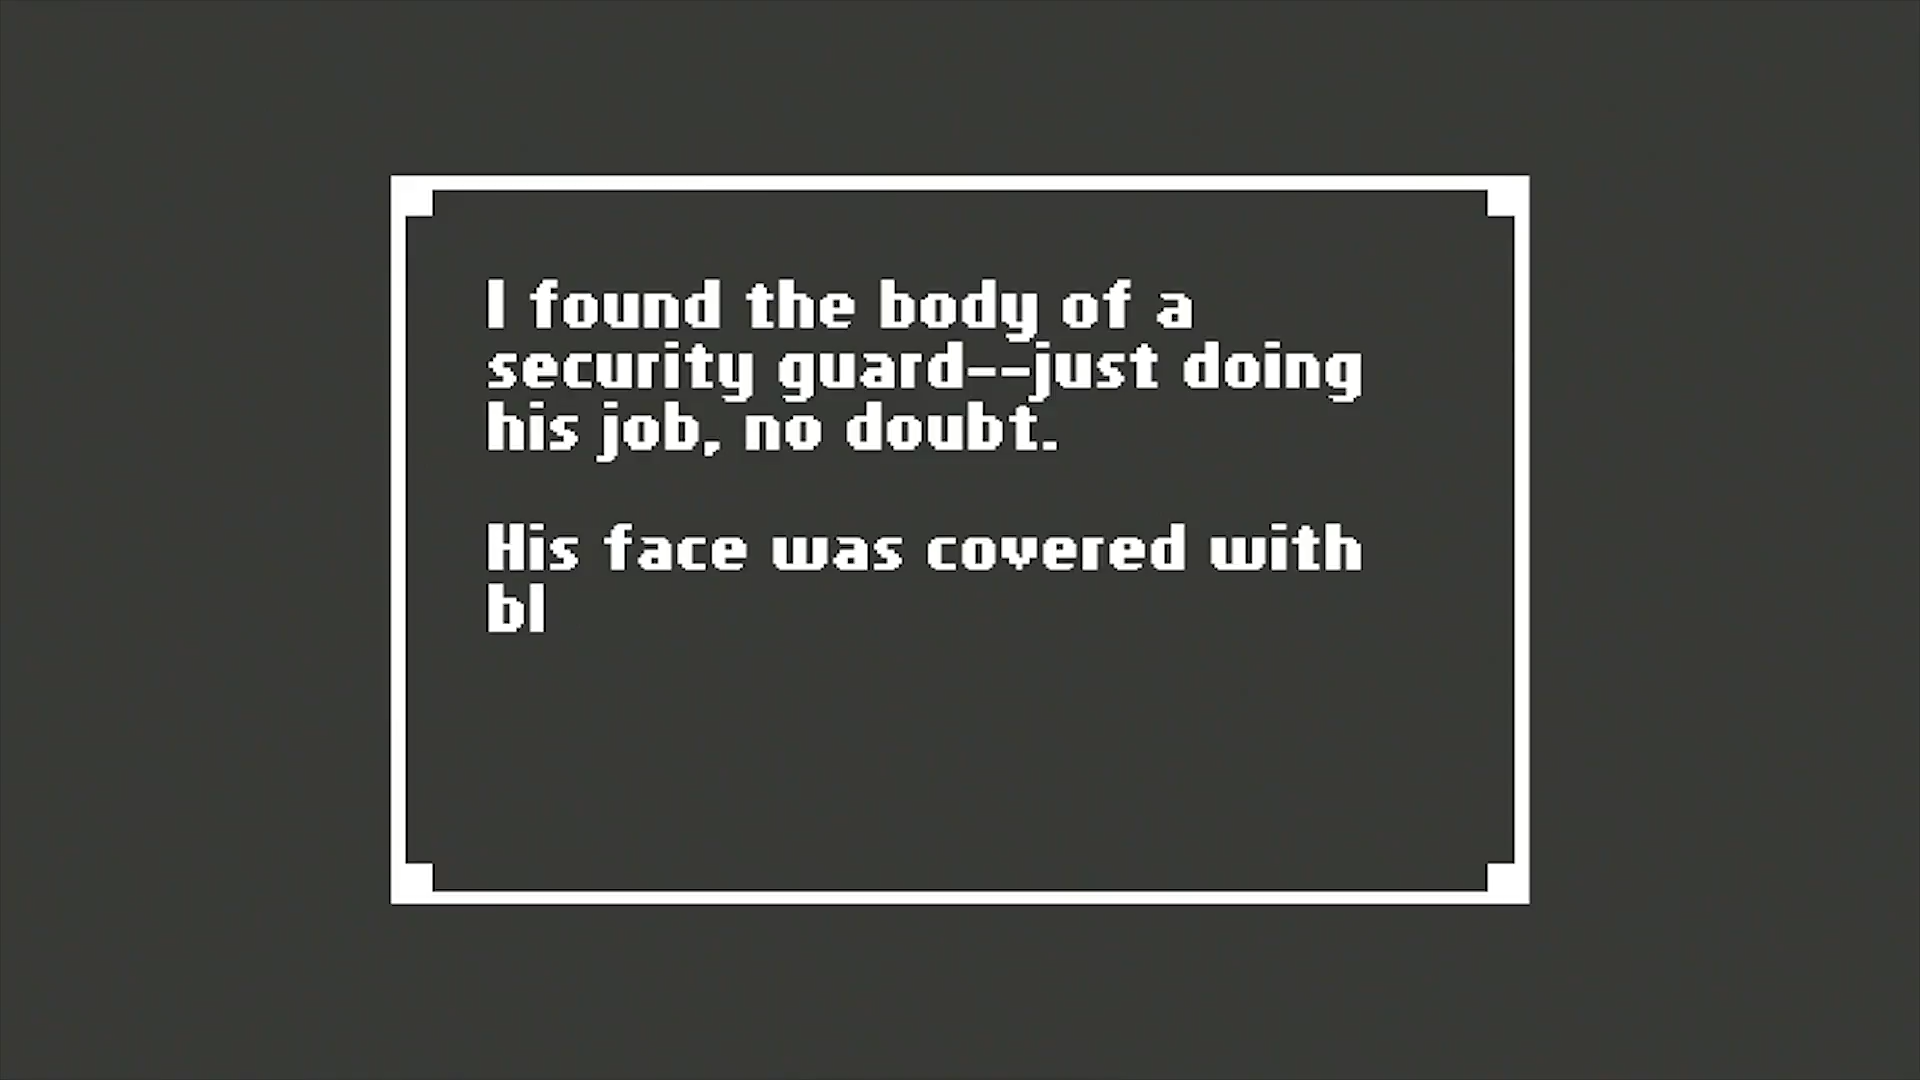 I found the body of a
security guard--just doing
his job, no doubt.
His face was covered with
bl